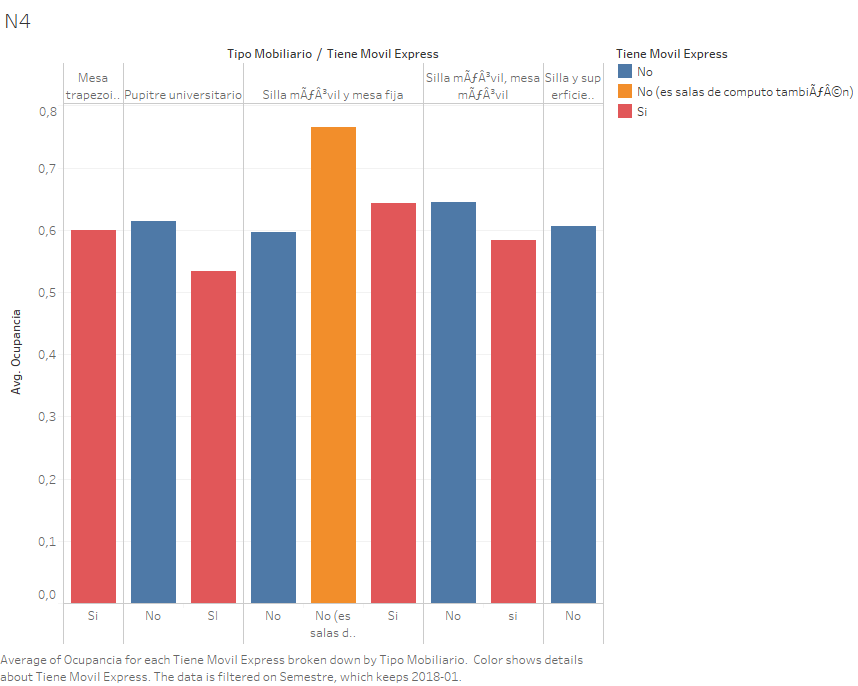 N4
Tipo Mobiliario / Tiene Movil Express
Mesa trapezoi..
Pupitre universitario
Silla mÃƒÂ³vil y mesa fija
Silla mÃƒÂ³vil, mesa mÃƒÂ³vil
Silla y sup erficie..
Tiene Movil Express
No
No (es salas de computo tambiÃƒÂ©n)
Si
0,8
0,7
0,6
0,5
0,4
0,3
0,2
0,1
0,0
Avg. Ocupancia
Si
No
SI
No
No (es salas d..
Si
No
si
No
Average of Ocupancia for each Tiene Movil Express broken down by Tipo Mobiliario. Color shows details
about Tiene Movil Express. The data is filtered on Semestre, which keeps 2018-01.